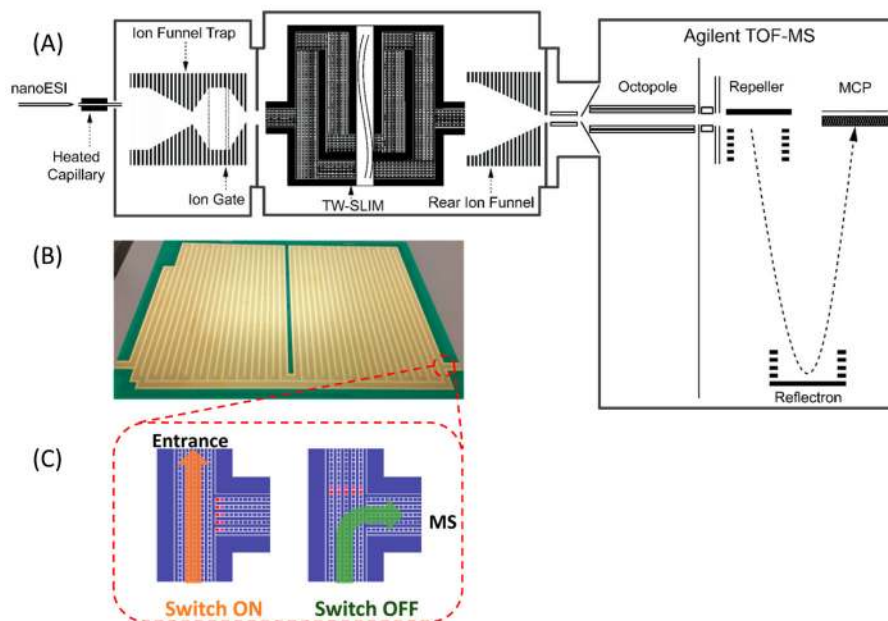 (A)
Ion Funnel Trap
nanoESI
Heated
Capillary
Ion Gate
TW-SLIM
Rear Ion Funnel
Agilent TOF-MS
Octopole
Repeller
MCP
Reflectron
(B)
(C)
Entrance
MS
Switch ON
Switch OFF